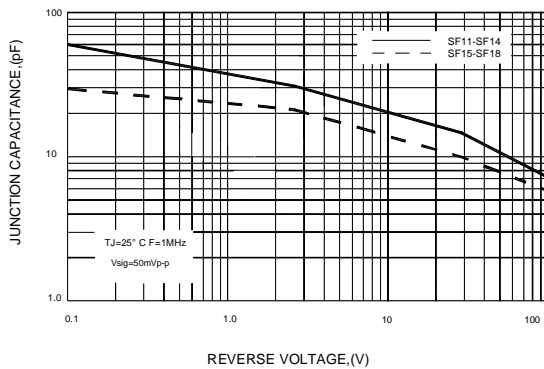 100
SF11-SF14
SF15-SF18
JUNCTION CAPACITANCE,(pF)
10
TJ=25° C F=1MHz
Vsig=50mVp-p
1.0
0.1
1.0
10
100
REVERSE VOLTAGE,(V)